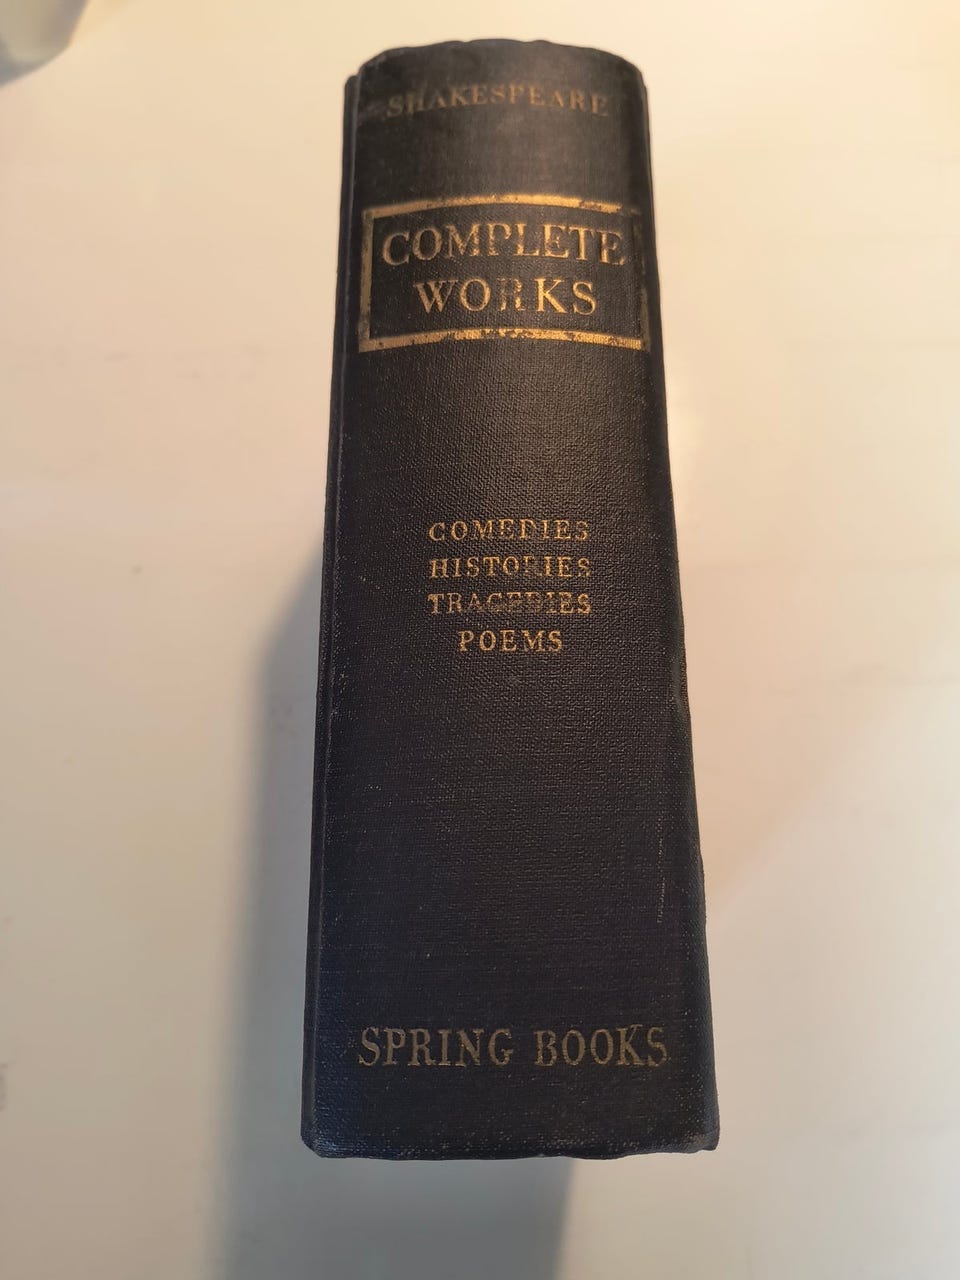 SHAKESPEARE
COMPLETE
WORKS
COMEDIES
HISTORIES
TRAGEDIES
POEMS
SPRING BOOKS